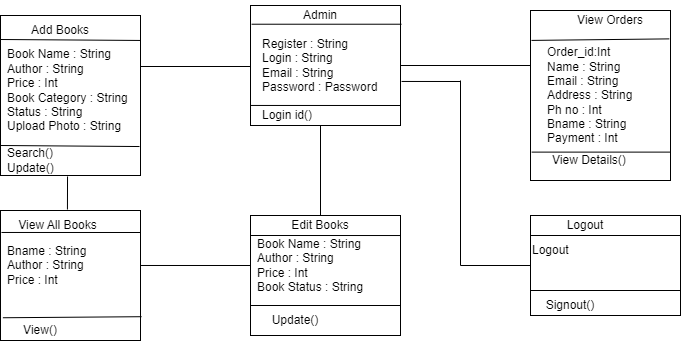 Add Books
Book Name : String
Author : String
Price : Int
Book Category : String
Status : String
Upload Photo : String
Search()
Update()
Admin
Register : String
Login : String
Email : String
Password : Password
Login id()
View Orders
Order_id:Int
Name : String
Email : String
Address : String
Ph no : Int
Bname : String
Payment : Int
View Details()
View All Books
Bname : String
Author : String
Price : Int
View()
Edit Books
Book Name : String
Author : String
Price : Int
Book Status : String
Update()
Logout
Logout
Signout()